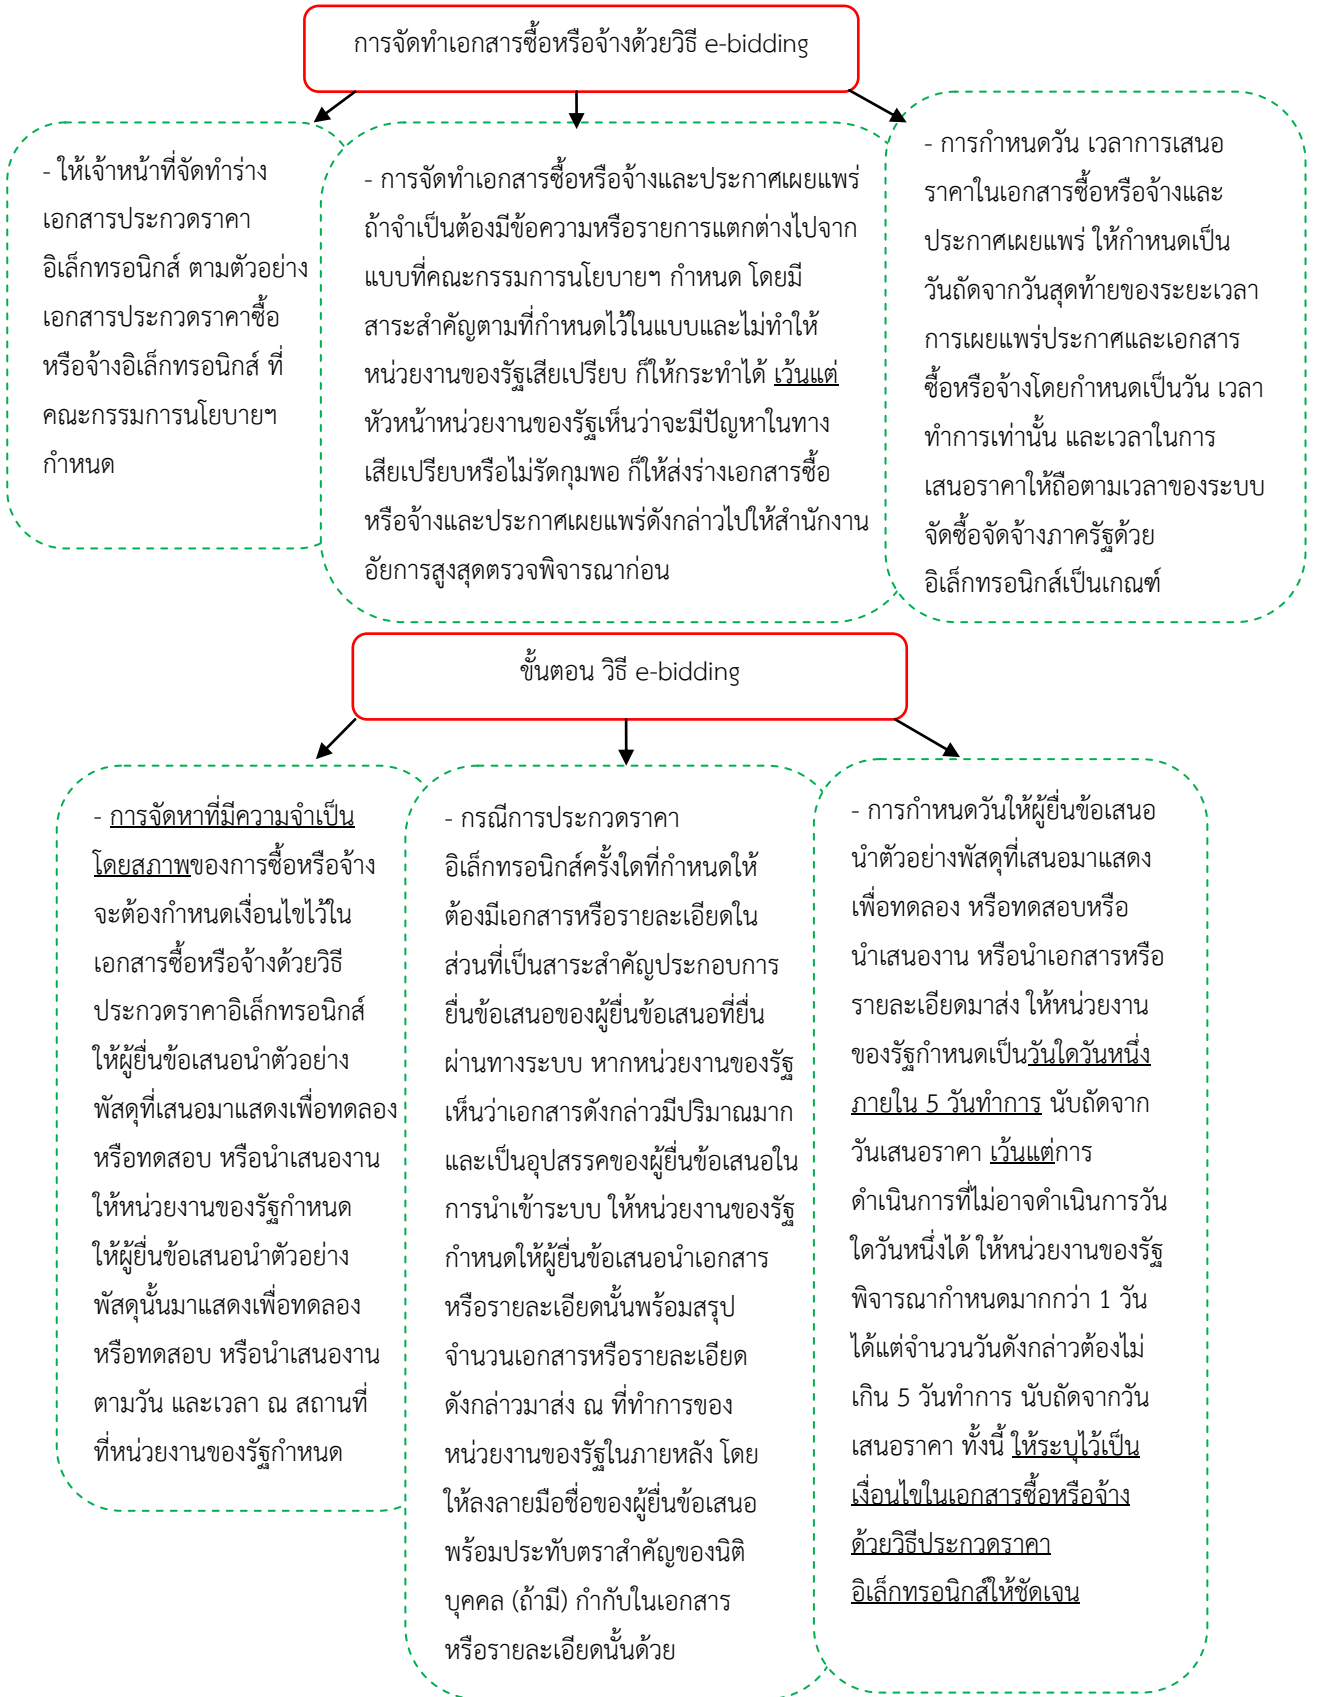 การจัดทำเอกสารซื้อหรือจ้างด้วยวิธี e-bidding
- ให้เจ้าหน้าที่จัดทำร่าง
เอกสารประกวดราคา
อิเล็กทรอนิกส์ ตามตัวอย่าง
เอกสารประกวดราคาซื้อ
หรือจ้างอิเล็กทรอนิกส์ ที่
คณะกรรมการนโยบายฯ
กำหนด
- การจัดทำเอกสารซื้อหรือจ้างและประกาศเผยแพร่
ถ้าจำเป็นต้องมีข้อความหรือรายการแตกต่างไปจาก
แบบที่คณะกรรมการนโยบายฯ กำหนด โดยมี
สาระสำคัญตามที่กำหนดไว้ในแบบและไม่ทำให้
หน่วยงานของรัฐเสียเปรียบ ก็ให้กระทำได้ เว้นแต่
หัวหน้าหน่วยงานของรัฐเห็นว่าจะมีปัญหาในทาง
เสียเปรียบหรือไม่รัดกุมพอ ก็ให้ส่งร่างเอกสารซื้อ
หรือจ้างและประกาศเผยแพร่ดังกล่าวไปให้สำนักงาน
อัยการสูงสุดตรวจพิจารณาก่อน
- การกำหนดวัน เวลาการเสนอ
ราคาในเอกสารซื้อหรือจ้างและ
ประกาศเผยแพร่ ให้กำหนดเป็น
วันถัดจากวันสุดท้ายของระยะเวลา
การเผยแพร่ประกาศและเอกสาร
ซื้อหรือจ้างโดยกำหนดเป็นวัน เวลา
ทำการเท่านั้น และเวลาในการ
เสนอราคาให้ถือตามเวลาของระบบ
จัดซื้อจัดจ้างภาครัฐด้วย
อิเล็กทรอนิกส์เป็นเกณฑ์
ขั้นตอน วิธี e-bidding
- การจัดหาที่มีความจำเป็น
โดยสภาพของการซื้อหรือจ้าง
จะต้องกำหนดเงื่อนไขไว้ใน
เอกสารซื้อหรือจ้างด้วยวิธี
ประกวดราคาอิเล็กทรอนิกส์
ให้ผู้ยื่นข้อเสนอนำตัวอย่าง
พัสดุที่เสนอมาแสดงเพื่อทดลอง
หรือทดสอบ หรือนำเสนองาน
ให้หน่วยงานของรัฐกำหนด
ให้ผู้ยื่นข้อเสนอนำตัวอย่าง
พัสดุนั้นมาแสดงเพื่อทดลอง
หรือทดสอบ หรือนำเสนองาน
ตามวัน และเวลา ณ สถานที่
ที่หน่วยงานของรัฐกำหนด
- กรณีการประกวดราคา
อิเล็กทรอนิกส์ครั้งใดที่กำหนดให้
ต้องมีเอกสารหรือรายละเอียดใน
ส่วนที่เป็นสาระสำคัญประกอบการ
ยื่นข้อเสนอของผู้ยื่นข้อเสนอที่ยื่น
ผ่านทางระบบ หากหน่วยงานของรัฐ
เห็นว่าเอกสารดังกล่าวมีปริมาณมาก
และเป็นอุปสรรคของผู้ยื่นข้อเสนอใน
การนำเข้าระบบ ให้หน่วยงานของรัฐ
กำหนดให้ผู้ยื่นข้อเสนอนำเอกสาร
หรือรายละเอียดนั้นพร้อมสรุป
จำนวนเอกสารหรือรายละเอียด
ดังกล่าวมาส่ง ณ ที่ทำการของ
หน่วยงานของรัฐในภายหลัง โดย
ให้ลงลายมือชื่อของผู้ยื่นข้อเสนอ
พร้อมประทับตราสำคัญของนิติ
บุคคล (ถ้ามี) กำกับในเอกสาร
หรือรายละเอียดนั้นด้วย
- การกำหนดวันให้ผู้ยื่นข้อเสนอ
นำตัวอย่างพัสดุที่เสนอมาแสดง
เพื่อทดลอง หรือทดสอบหรือ
นำเสนองาน หรือนำเอกสารหรือ
รายละเอียดมาส่ง ให้หน่วยงาน
ของรัฐกำหนดเป็นวันใดวันหนึ่ง
ภายใน 5 วันทำการ นับถัดจาก
วันเสนอราคา เว้นแต่การ
ดำเนินการที่ไม่อาจดำเนินการวัน
ใดวันหนึ่งได้ ให้หน่วยงานของรัฐ
พิจารณากำหนดมากกว่า 1 วัน
ได้แต่จำนวนวันดังกล่าวต้องไม่
เกิน 5 วันทำการ นับถัดจากวัน
เสนอราคา ทั้งนี้ ให้ระบุไว้เป็น
เงื่อนไขในเอกสารซื้อหรือจ้าง
ด้วยวิธีประกวดราคา
อิเล็กทรอนิกส์ให้ชัดเจน